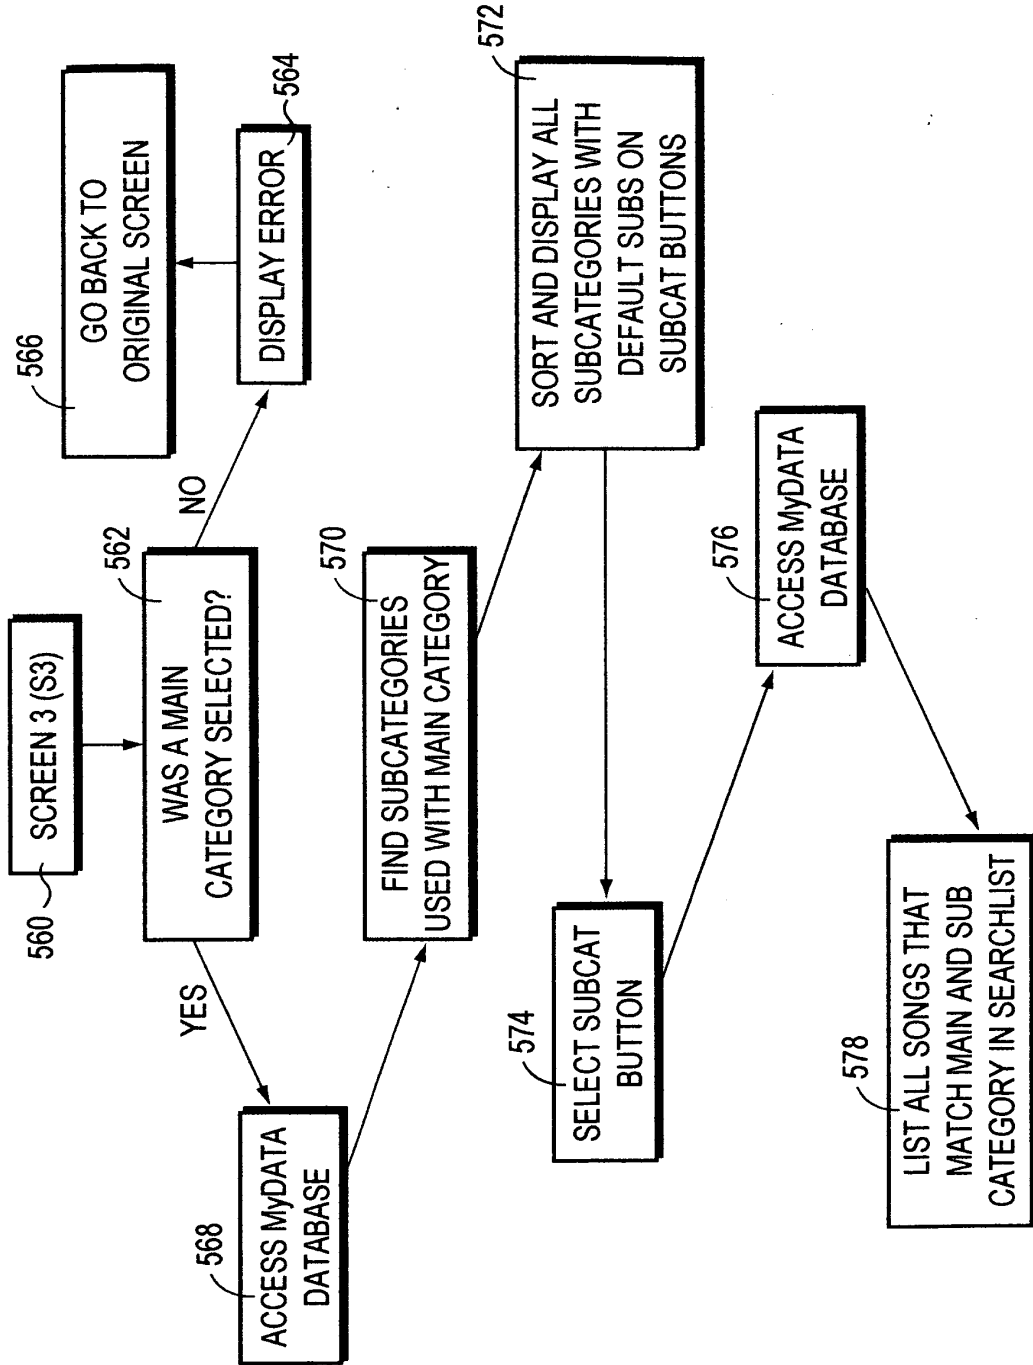 560
SCREEN 3 (S3)
562
WAS A MAIN
CATEGORY SELECTED?
YES
NO
564
DISPLAY ERROR
566
GO BACK TO
ORIGINAL SCREEN
568
ACCESS MyDATA
DATABASE
570
FIND SUBCATEGORIES
USED WITH MAIN CATEGORY
572
SORT AND DISPLAY ALL
SUBCATEGORIES WITH
DEFAULT SUBS ON
SUBCAT BUTTONS
574
SELECT SUBCAT
BUTTON
576
ACCESS MyDATA
DATABASE
578
LIST ALL SONGS THAT
MATCH MAIN AND SUB
CATEGORY IN SEARCHLIST